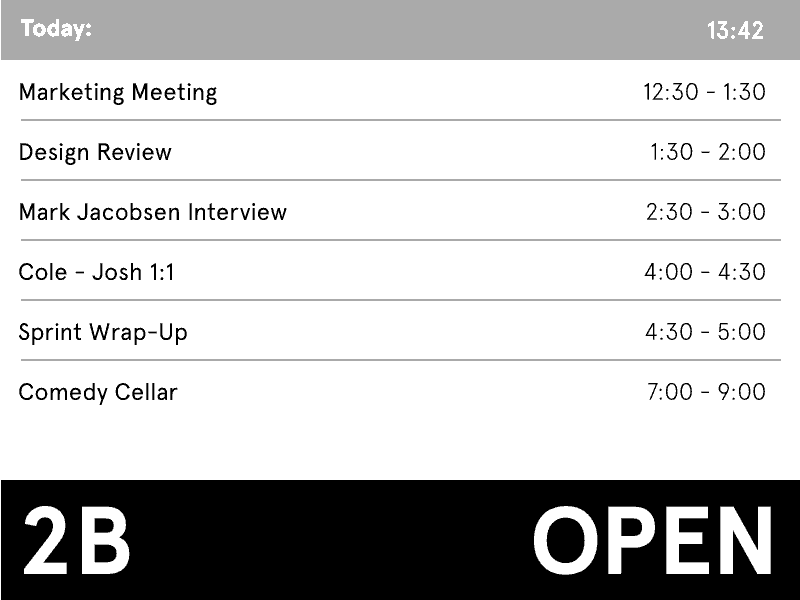 Today: 13:42
Marketing Meeting 12:30 - 1:30
Design Review 1:30 - 2:00
Mark Jacobsen Interview 2:30 - 3:00
Cole - Josh 1:1 4:00 - 4:30
Sprint Wrap-Up 4:30 - 5:00
Comedy Cellar 7:00 - 9:00
2B OPEN